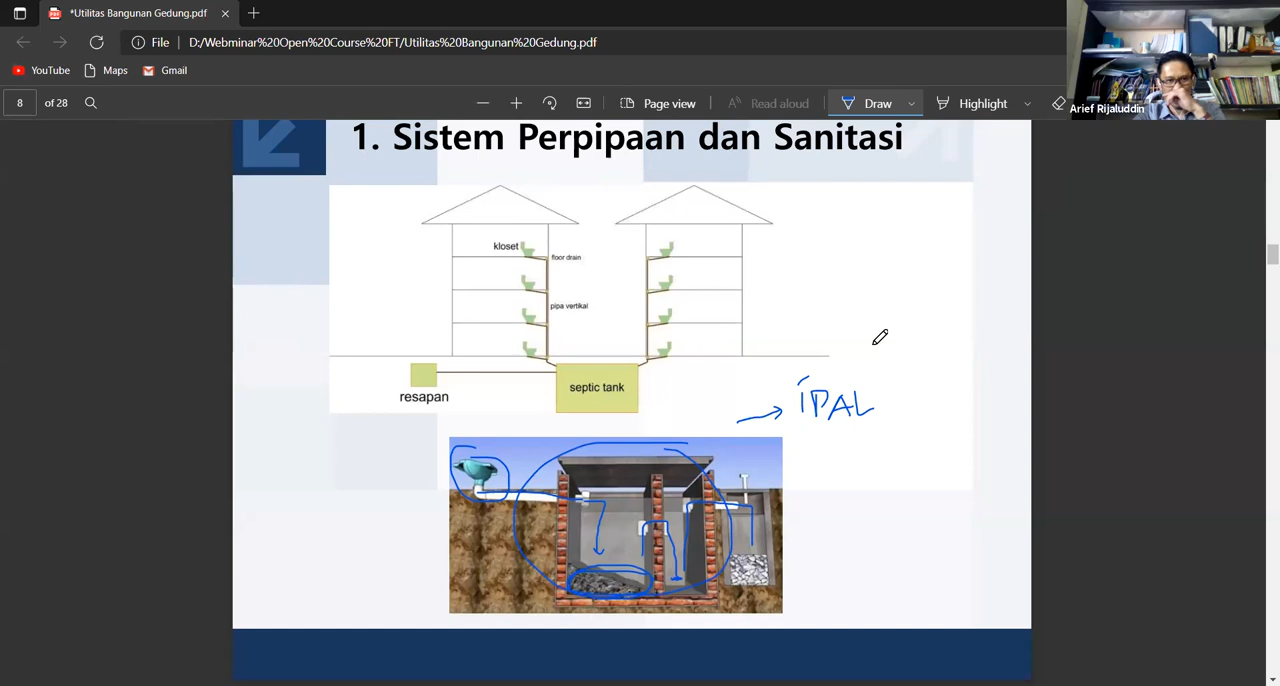 *Utilitas Bangunan Gedung.pdf
File
D:/Webminar%20Open%20Course%20FT/Utilitas%20Bangunan%20Gedung.pdf
YouTube
Maps
Gmail
8
of 28
Page view
Read aloud
Draw
Highlight
Arief Rijaluddin
1. Sistem Perpipaan dan Sanitasi
kloset
floor drain
pipa vertikal
septic tank
resapan
IPAL